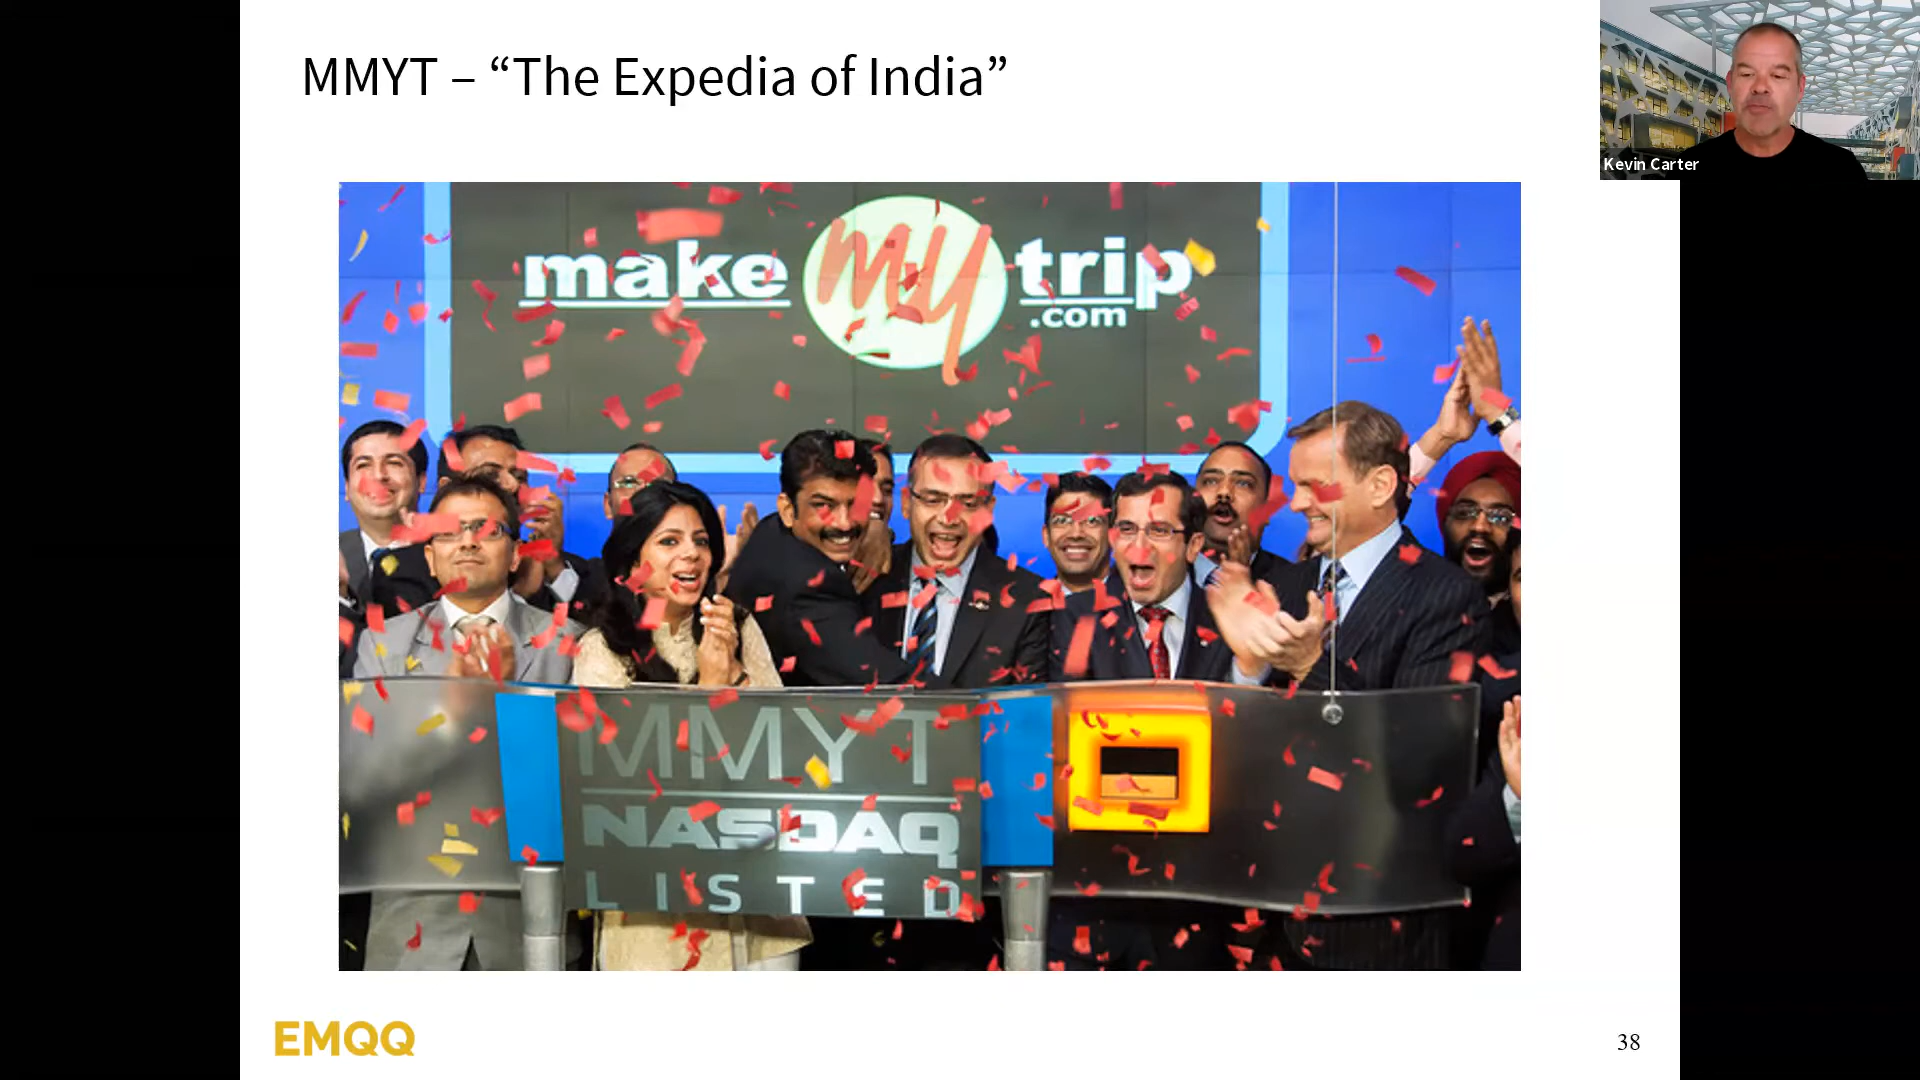 MMYT – “The Expedia of India”
Kevin Carter
make my trip
.com
MMYT
NASDAQ
LISTED
EMQQ
38